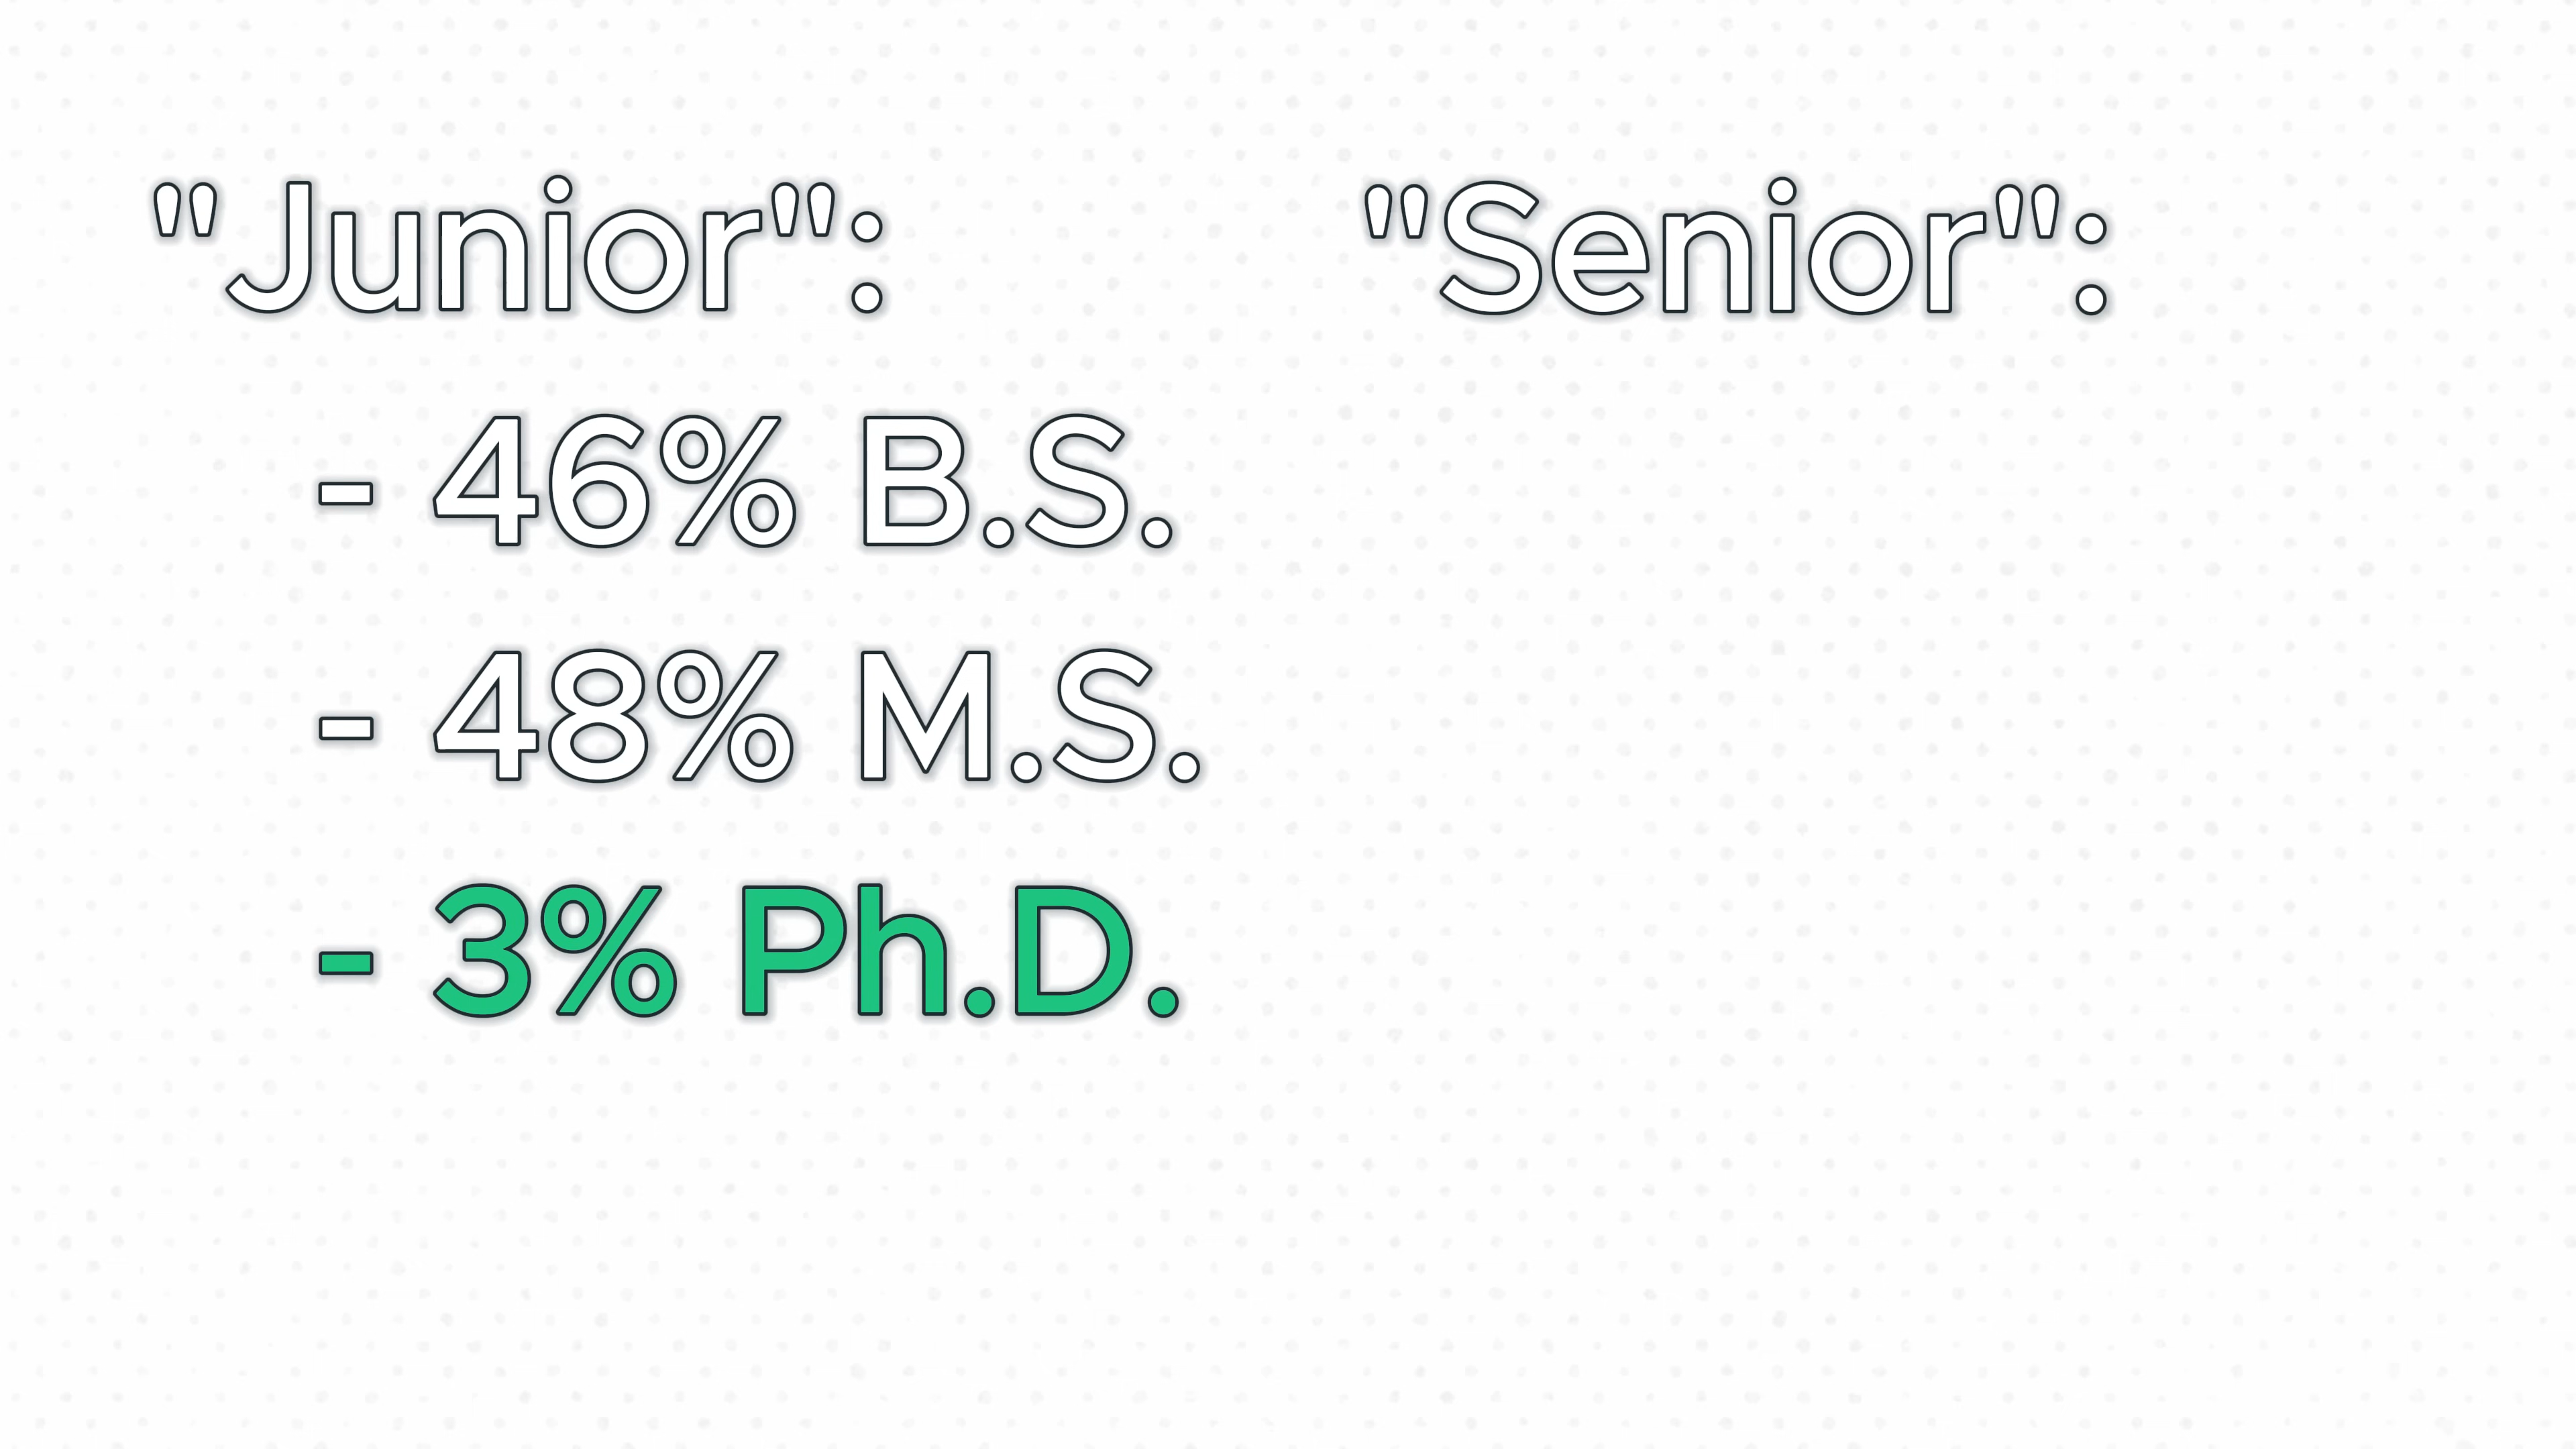 "Junior":
- 46% B.S.
- 48% M.S.
- 3% Ph.D.
"Senior":